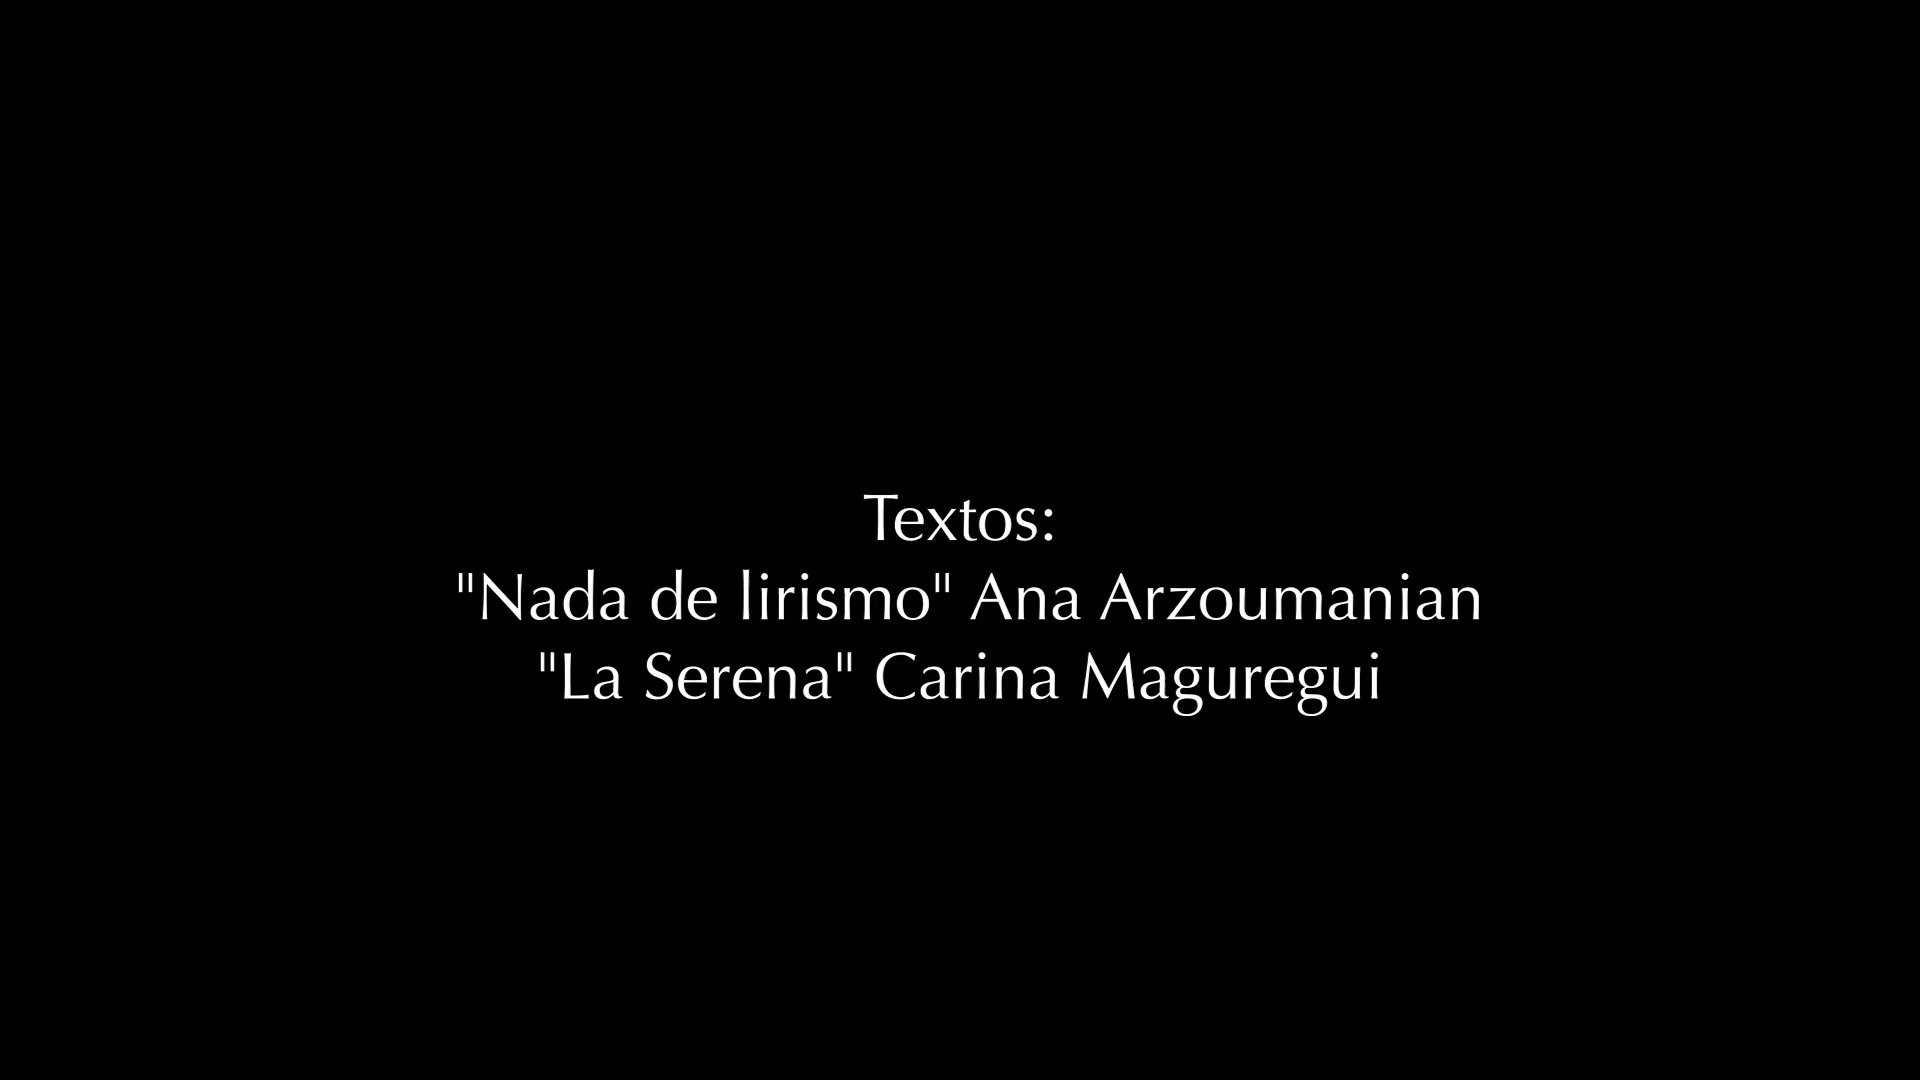 Textos:
"Nada de lirismo" Ana Arzoumanian
"La Serena" Carina Maguregui